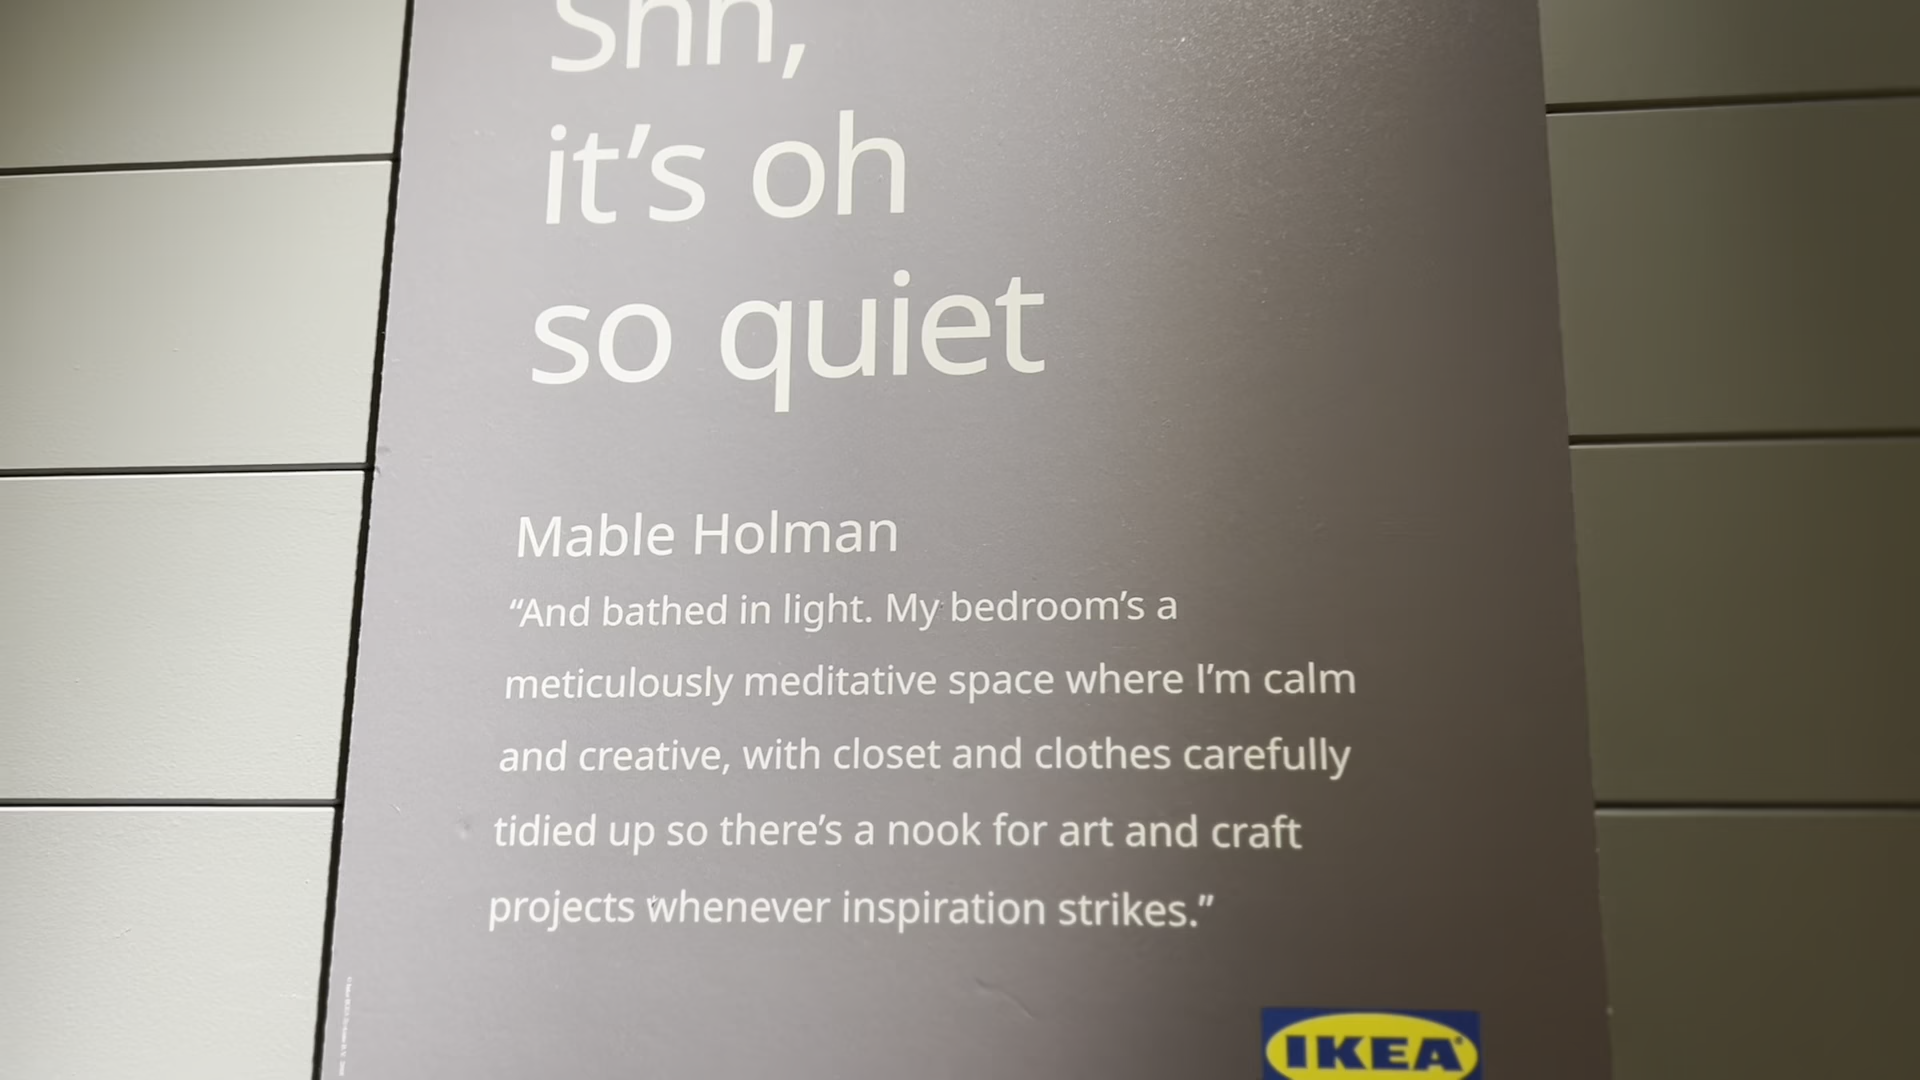 Shh,
it’s oh
so quiet
Mable Holman
“And bathed in light. My bedroom’s a
meticulously meditative space where I’m calm
and creative, with closet and clothes carefully
tidied up so there’s a nook for art and craft
projects whenever inspiration strikes.”
IKEA